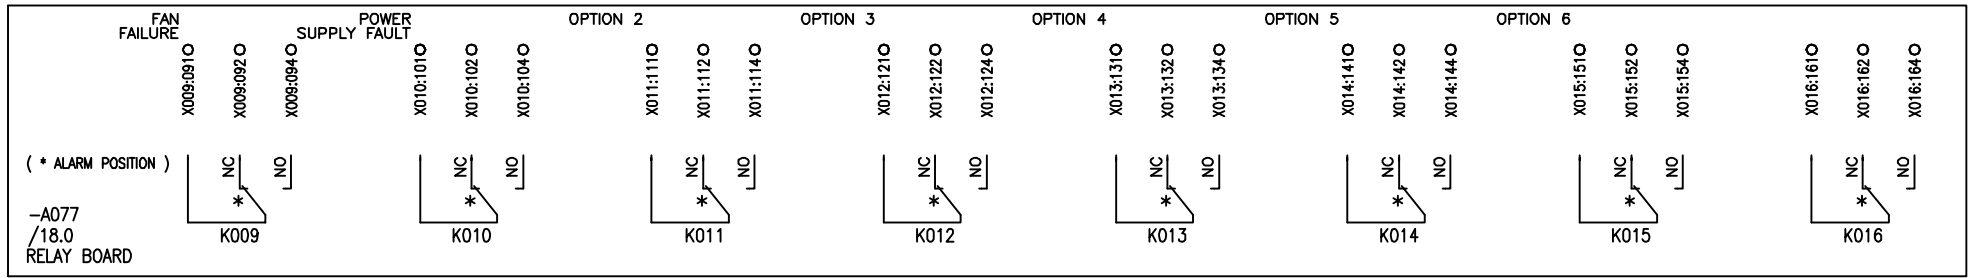 FAN
FAILURE
POWER
SUPPLY FAULT
OPTION 2
OPTION 3
OPTION 4
OPTION 5
OPTION 6
X009:091
X009:092
X009:094
X010:101
X010:102
X010:104
X011:111
X011:112
X011:114
X012:121
X012:122
X012:124
X013:131
X013:132
X013:134
X014:141
X014:142
X014:144
X015:151
X015:152
X015:154
X016:161
X016:162
X016:164
( * ALARM POSITION )
NC
NO
NC
NO
NC
NO
NC
NO
NC
NO
NC
NO
NC
NO
NC
NO
*
*
*
*
*
*
*
*
-A077
/18.0
RELAY BOARD
K009
K010
K011
K012
K013
K014
K015
K016